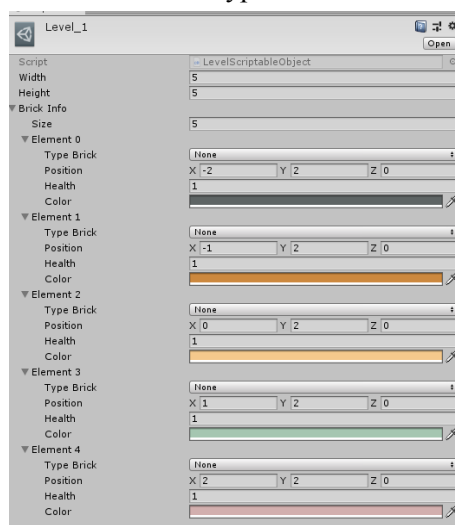 Level_1
Open
Script LevelScriptableObject
Width 5
Height 5
Brick Info
Size 5
Element 0
Type Brick None
Position X -2 Y 2 Z 0
Health 1
Color
Element 1
Type Brick None
Position X -1 Y 2 Z 0
Health 1
Color
Element 2
Type Brick None
Position X 0 Y 2 Z 0
Health 1
Color
Element 3
Type Brick None
Position X 1 Y 2 Z 0
Health 1
Color
Element 4
Type Brick None
Position X 2 Y 2 Z 0
Health 1
Color